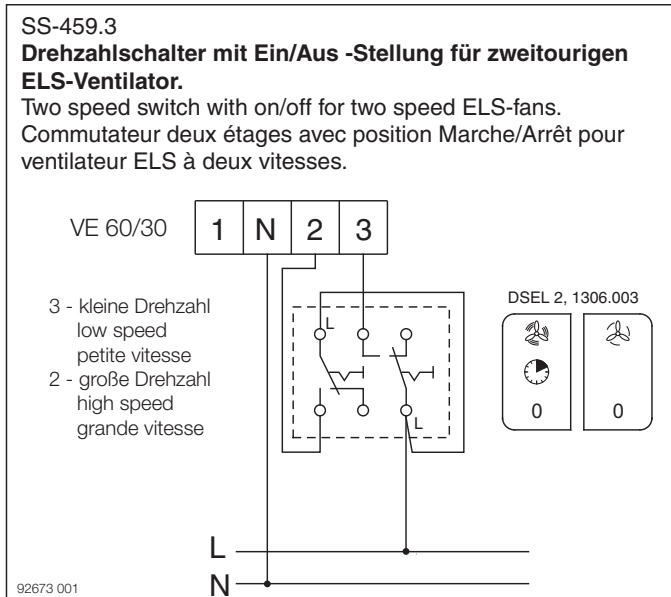 SS-459.3
Drehzahlschalter mit Ein/Aus -Stellung für zweitourigen
ELS-Ventilator.
Two speed switch with on/off for two speed ELS-fans.
Commutateur deux étages avec position Marche/Arrêt pour
ventilateur ELS à deux vitesses.
VE 60/30 1 N 2 3
3 - kleine Drehzahl
low speed
petite vitesse
2 - große Drehzahl
high speed
grande vitesse
L
L
DSEL 2, 1306.003
0 0
L
N
92673 001